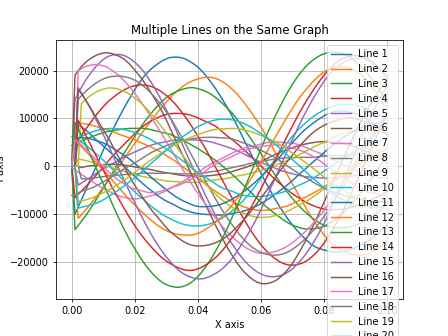 Multiple Lines on the Same Graph
20000
10000
0
−10000
−20000
0.00
0.02
0.04
0.06
X axis
Line 1
Line 2
Line 3
Line 4
Line 5
Line 6
Line 7
Line 8
Line 9
Line 10
Line 11
Line 12
Line 13
Line 14
Line 15
Line 16
Line 17
Line 18
Line 19
Line 20